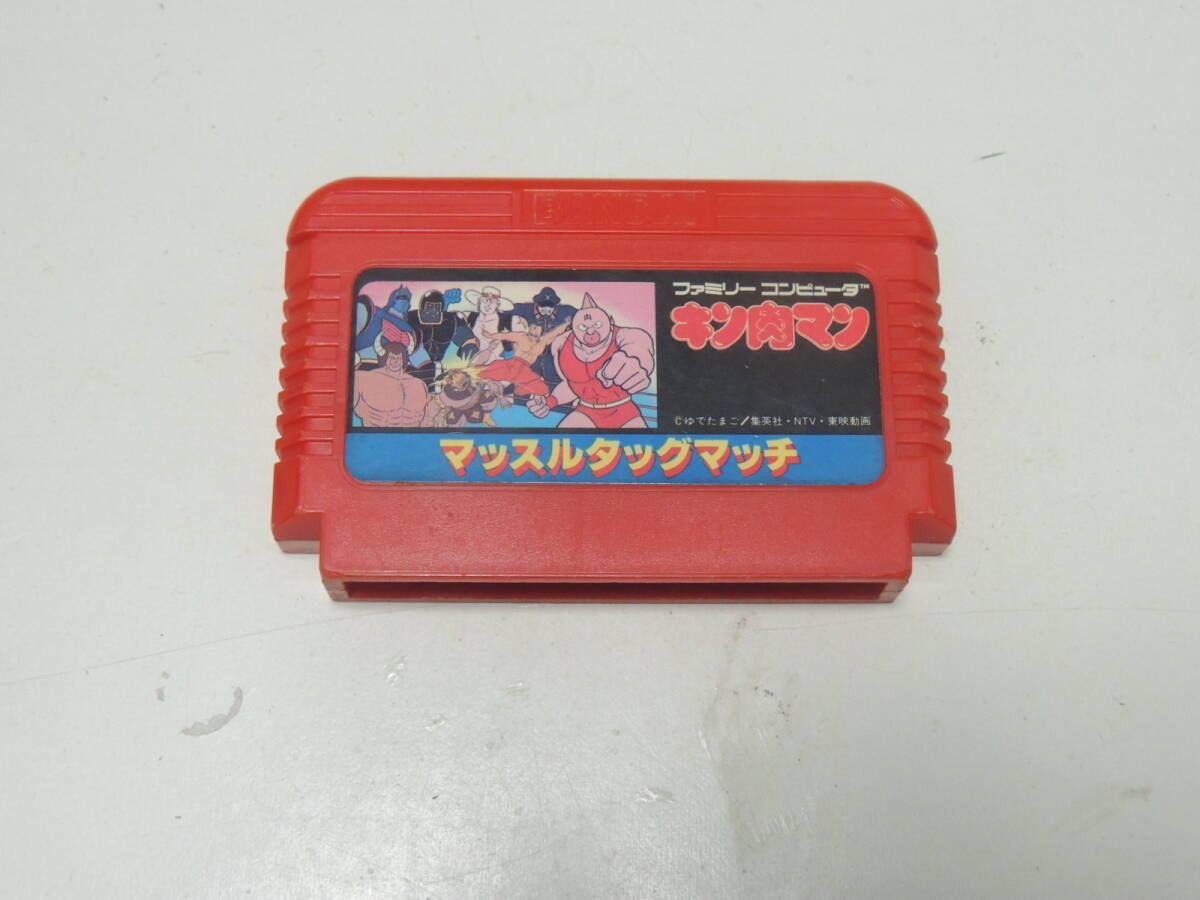 BANDAI
ファミリー コンピュータ™
キン肉マン
©ゆでたまご/集英社・NTV・東映動画
マッスルタッグマッチ